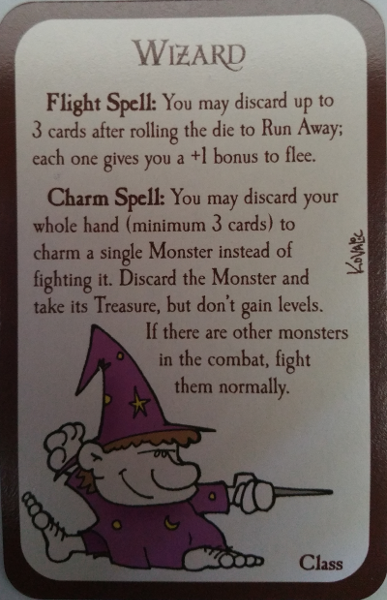 WIZARD
Flight Spell: You may discard up to
3 cards after rolling the die to Run Away;
each one gives you a +1 bonus to flee.
Charm Spell: You may discard your
whole hand (minimum 3 cards) to
charm a single Monster instead of
fighting it. Discard the Monster and
take its Treasure, but don't gain levels.
If there are other monsters
in the combat, fight
them normally.
KOVALIC
Class